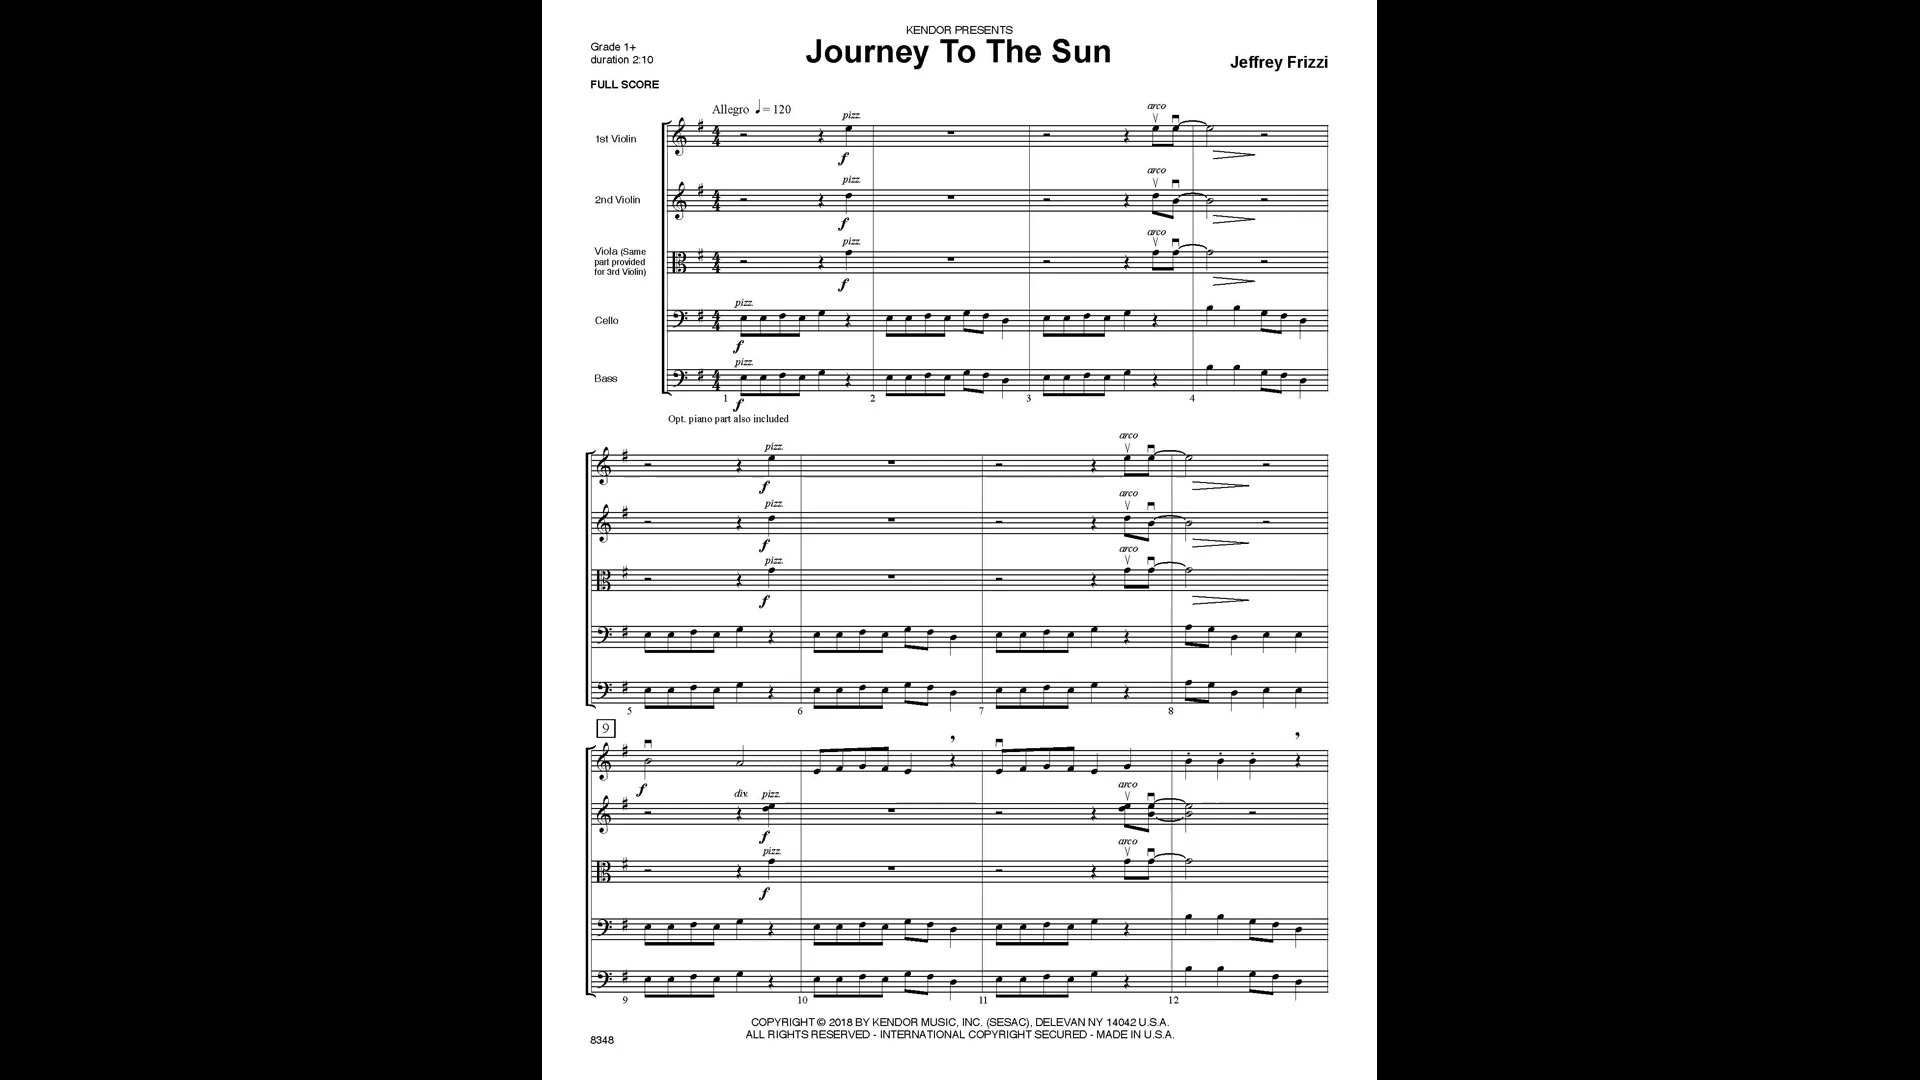 KENDOR PRESENTS
Grade 1+
Journey To The Sun
duration 2:10
Jeffrey Frizzi
FULL SCORE
Allegro ♩= 120
arco
pizz.
1st Violin
f
arco
pizz.
2nd Violin
f
arco
pizz.
Viola (Same
part provided
for 3rd Violin)
f
pizz.
Cello
f
pizz.
Bass
f
1 2 3 4
Opt. piano part also included
arco
pizz.
f
arco
pizz.
f
arco
pizz.
f
5 6 7 8
9
f
arco
div. pizz.
f
arco
pizz.
f
9 10 11 12
COPYRIGHT © 2018 BY KENDOR MUSIC, INC. (SESAC), DELEVAN NY 14042 U.S.A.
ALL RIGHTS RESERVED - INTERNATIONAL COPYRIGHT SECURED - MADE IN U.S.A.
8348